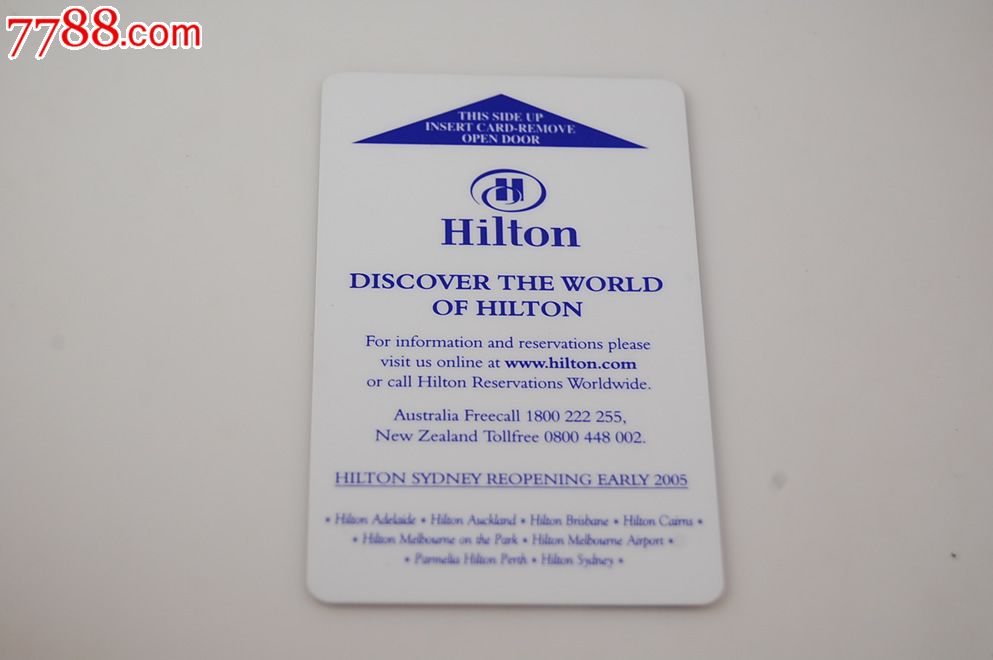 7788.com
THIS SIDE UP
INSERT CARD-REMOVE
OPEN DOOR
H
Hilton
DISCOVER THE WORLD
OF HILTON
For information and reservations please
visit us online at www.hilton.com
or call Hilton Reservations Worldwide.
Australia Freecall 1800 222 255,
New Zealand Tollfree 0800 448 002.
HILTON SYDNEY REOPENING EARLY 2005
• Hilton Adelaide • Hilton Auckland • Hilton Brisbane • Hilton Cairns •
• Hilton Melbourne on the Park • Hilton Melbourne Airport •
• Parmelia Hilton Perth • Hilton Sydney •